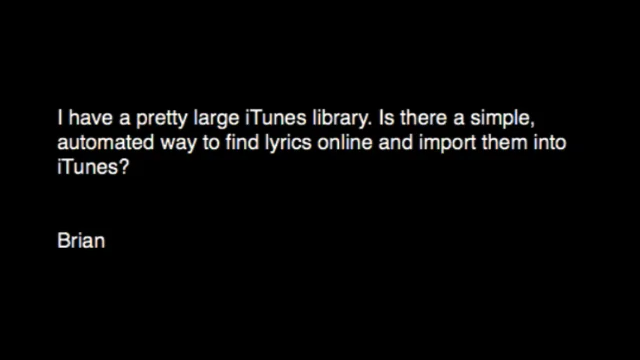 I have a pretty large iTunes library. Is there a simple,
automated way to find lyrics online and import them into
iTunes?
Brian